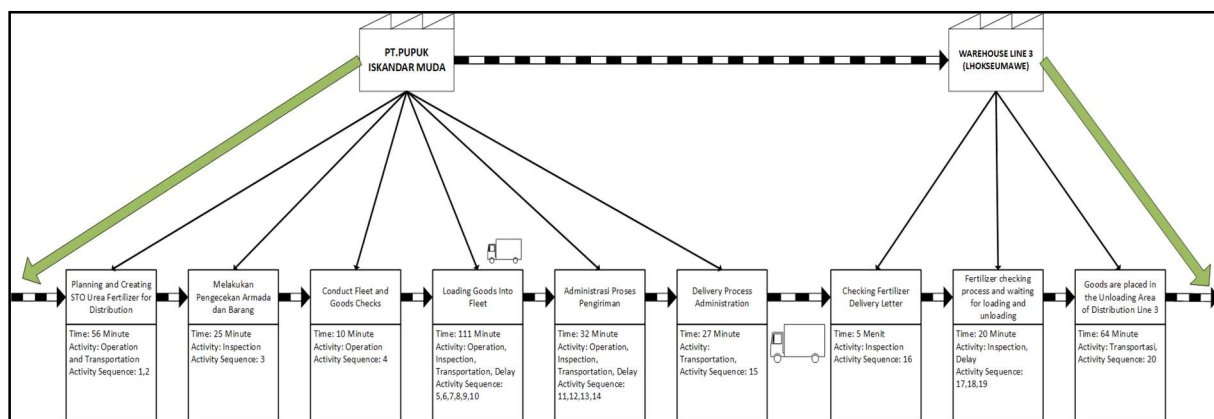 PT.PUPUK
ISKANDAR MUDA
WAREHOUSE LINE 3
(LHOKSEUMAWE)
Planning and Creating
STO Urea Fertilizer for
Distribution
Time: 56 Minute
Activity: Operation
and Transportation
Activity Sequence: 1,2
Melakukan
Pengecekan Armada
dan Barang
Time: 25 Minute
Activity: Inspection
Activity Sequence: 3
Conduct Fleet and
Goods Checks
Time: 10 Minute
Activity: Operation
Activity Sequence: 4
Loading Goods Into
Fleet
Time: 111 Minute
Activity: Operation,
Inspection,
Transportation, Delay
Activity Sequence:
5,6,7,8,9,10
Administrasi Proses
Pengiriman
Time: 32 Minute
Activity: Operation,
Inspection,
Transportation, Delay
Activity Sequence:
11,12,13,14
Delivery Process
Administration
Time: 27 Minute
Activity:
Transportation,
Activity Sequence: 15
Checking Fertilizer
Delivery Letter
Time: 5 Menit
Activity: Inspection
Activity Sequence: 16
Fertilizer checking
process and waiting
for loading and
unloading
Time: 20 Minute
Activity: Inspection,
Delay
Activity Sequence:
17,18,19
Goods are placed in
the Unloading Area
of Distribution Line 3
Time: 64 Minute
Activity: Transportasi,
Activity Sequence: 20